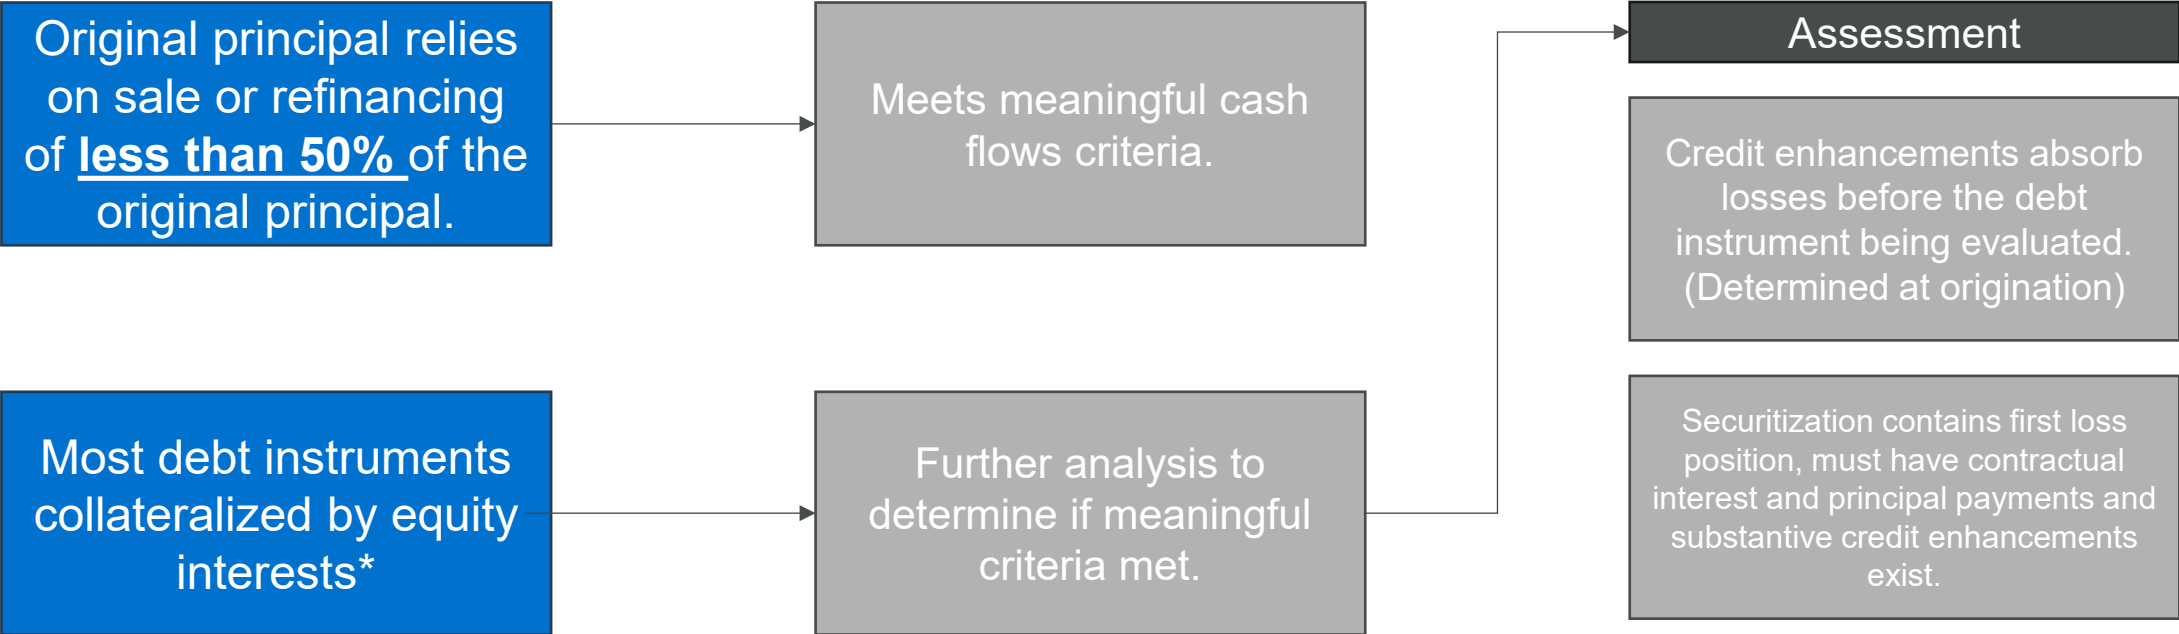 Original principal relies
on sale or refinancing
of less than 50% of the
original principal.
Meets meaningful cash
flows criteria.
Assessment
Credit enhancements absorb
losses before the debt
instrument being evaluated.
(Determined at origination)
Most debt instruments
collateralized by equity
interests*
Further analysis to
determine if meaningful
criteria met.
Securitization contains first loss
position, must have contractual
interest and principal payments and
substantive credit enhancements
exist.